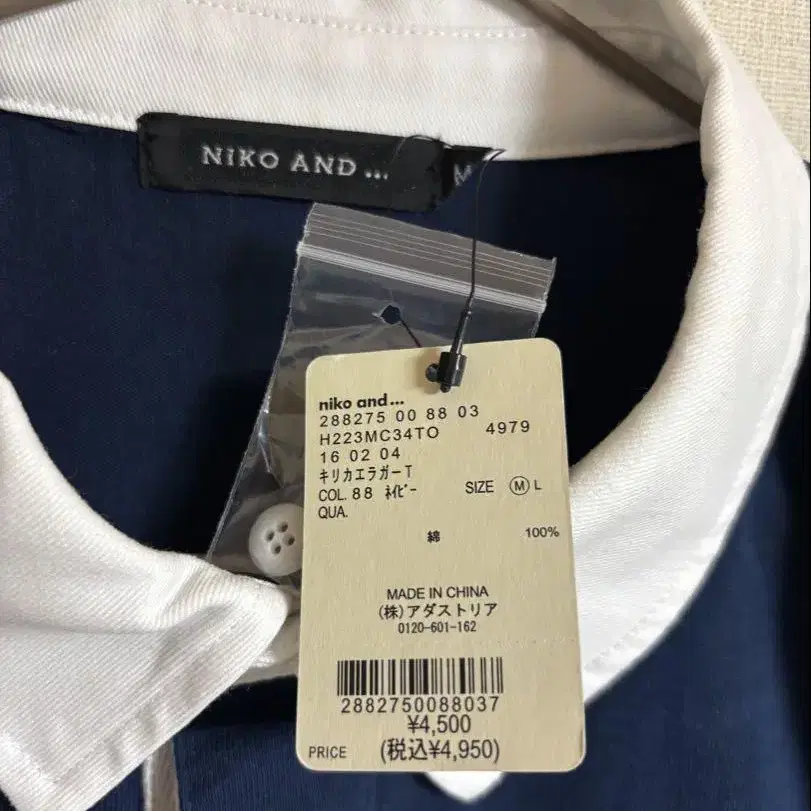 NIKO AND ...
M
niko and...
288275 00 88 03
H223MC34TO 4979
16 02 04
キリカエラガーT
COL. 88 ネイビー SIZE Ⓜ L
QUA.
綿 100%
MADE IN CHINA
(株)アダストリア
0120-601-162
2882750088037
¥4,500
PRICE (税込¥4,950)